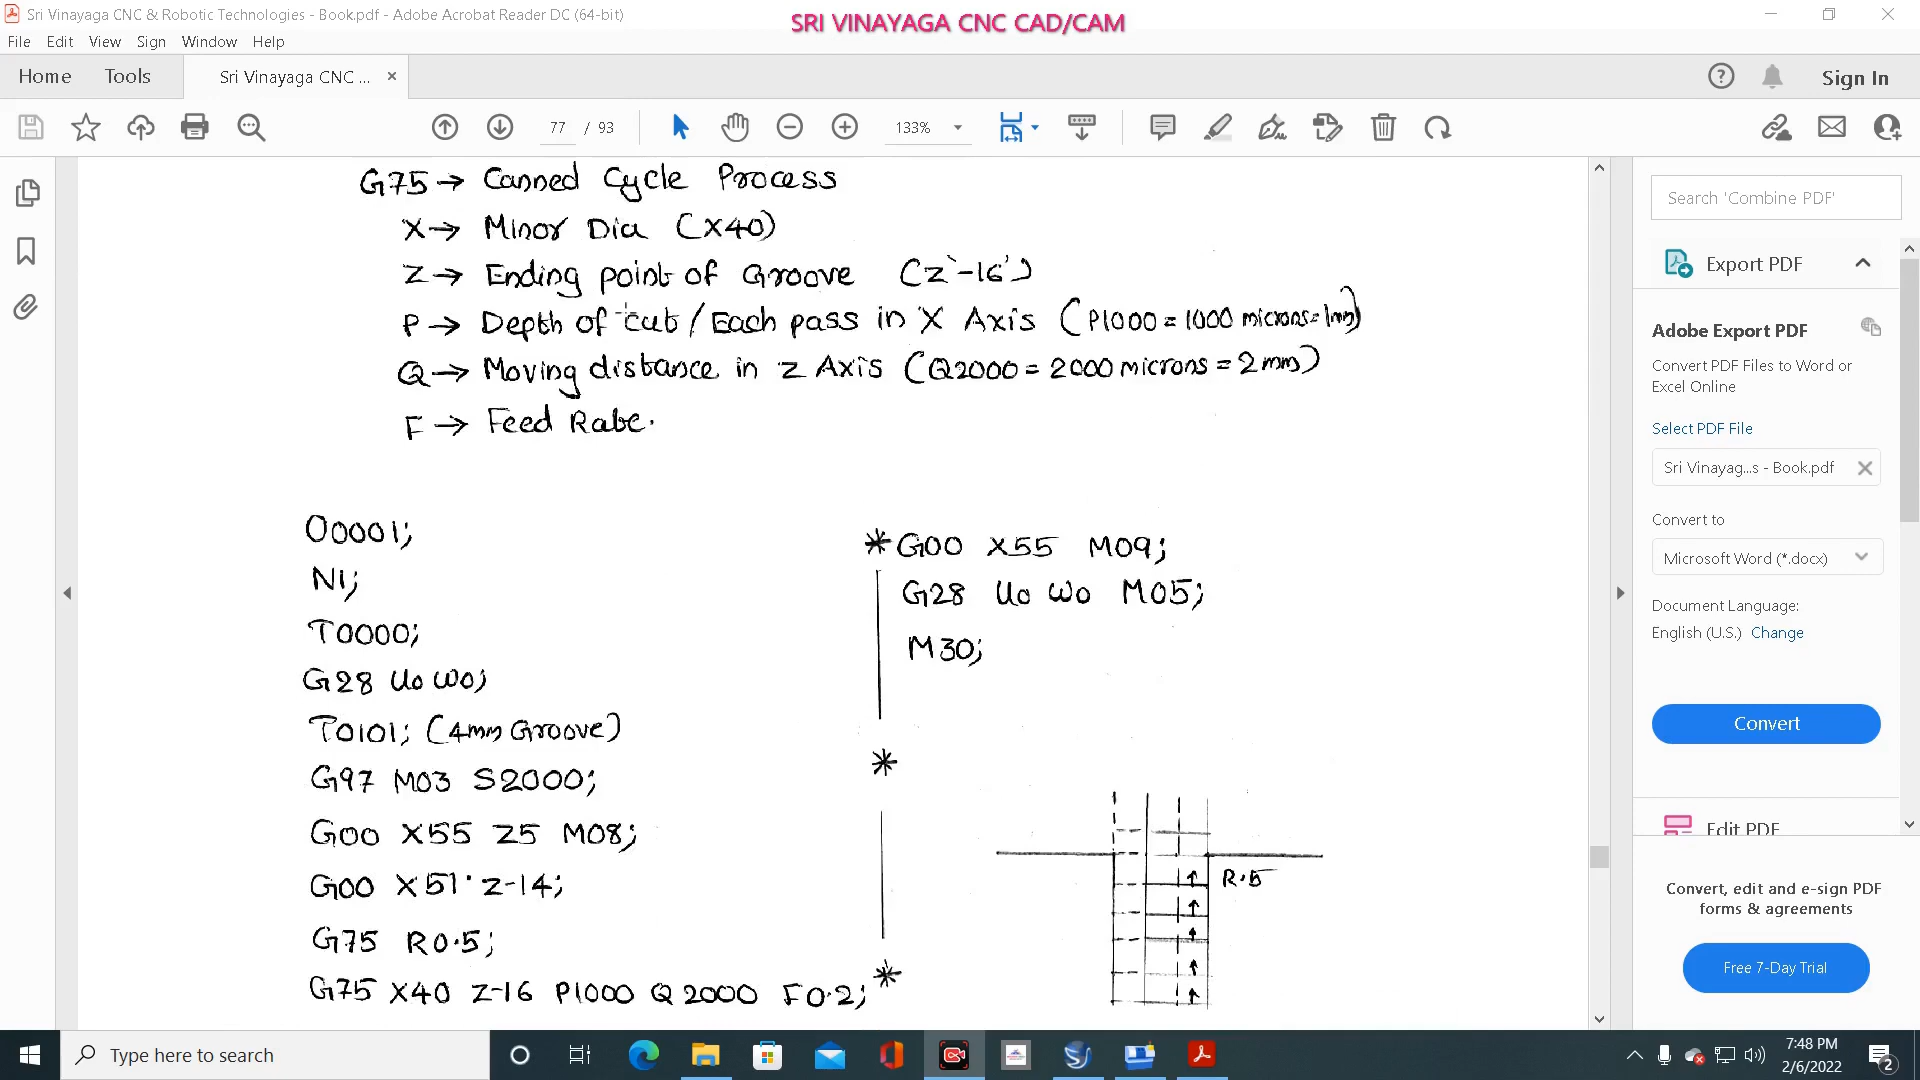 Sri Vinayaga CNC & Robotic Technologies - Book.pdf - Adobe Acrobat Reader DC (64-bit)
SRI VINAYAGA CNC CAD/CAM
File Edit View Sign Window Help
Home Tools Sri Vinayaga CNC ... × Sign In
77 / 93 133%
G75 → Canned Cycle Process
X → Minor Dia (X40)
Z → Ending point of Groove (Z-16)
P → Depth of cut / Each pass in X Axis (P1000 = 1000 microns = 1mm)
Q → Moving distance in Z Axis (Q2000 = 2000 microns = 2 mm)
F → Feed Rate.
O0001;
N1;
T0000;
G28 U0 W0;
T0101; (4mm Groove)
G97 M03 S2000;
G00 X55 Z5 M08;
G00 X51. Z-14;
G75 R0.5;
G75 X40 Z-16 P1000 Q2000 F0.2;
* G00 X55 M09;
G28 U0 W0 M05;
M30;
*
*
R.5
Search 'Combine PDF'
Export PDF
Adobe Export PDF
Convert PDF Files to Word or
Excel Online
Select PDF File
Sri Vinayag...s - Book.pdf
Convert to
Microsoft Word (*.docx)
Document Language:
English (U.S.) Change
Convert
Edit PDF
Convert, edit and e-sign PDF
forms & agreements
Free 7-Day Trial
Type here to search
7:48 PM
2/6/2022
2